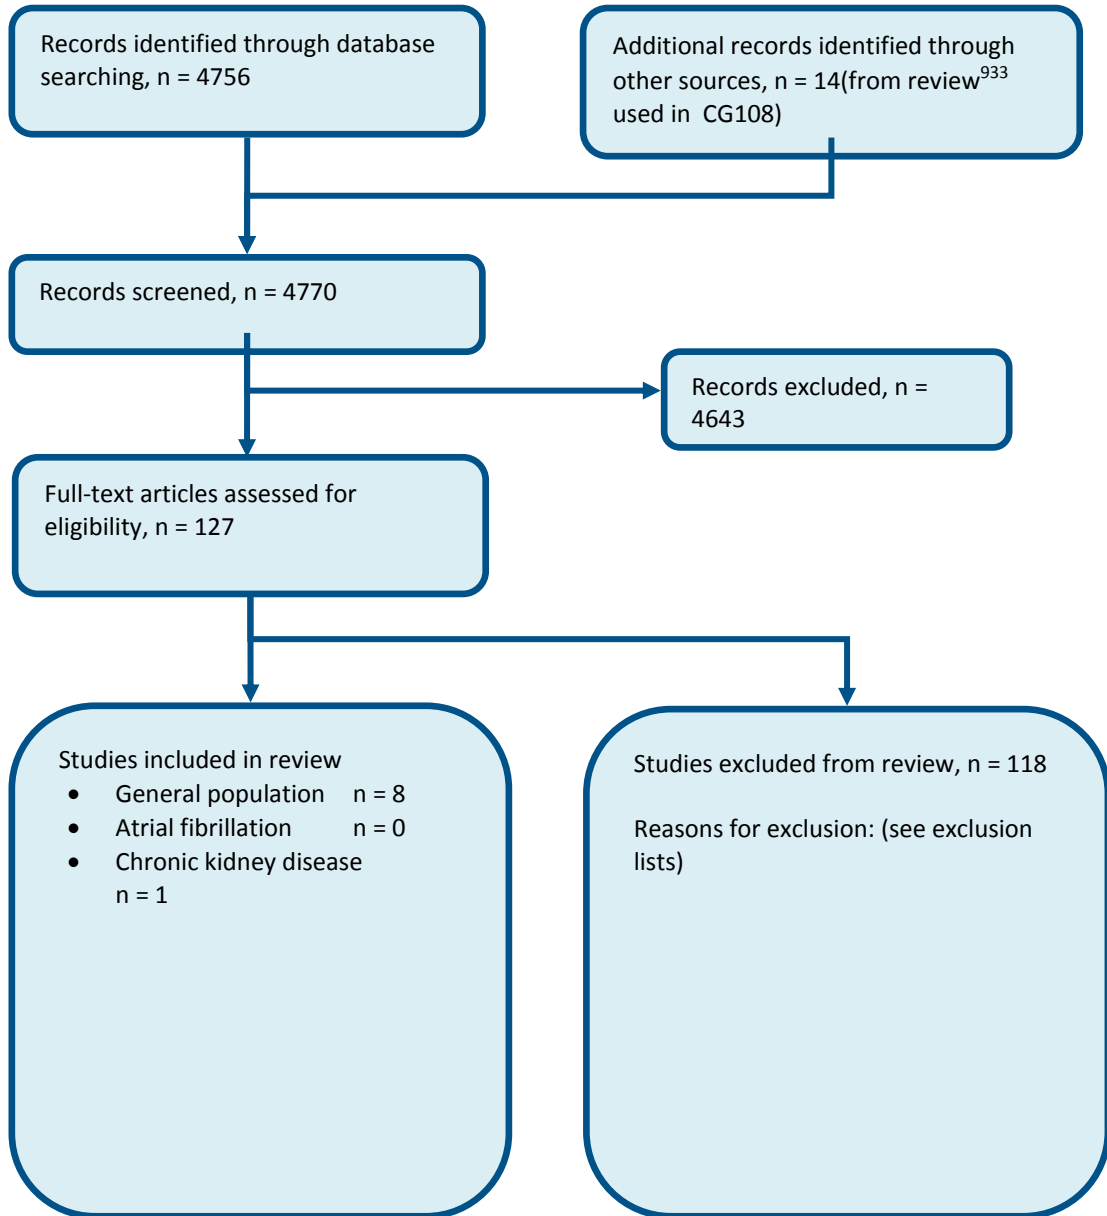 Records identified through database
searching, n = 4756
Additional records identified through
other sources, n = 14(from review933
used in CG108)
Records screened, n = 4770
Records excluded, n =
4643
Full-text articles assessed for
eligibility, n = 127
Studies included in review
• General population n = 8
• Atrial fibrillation n = 0
• Chronic kidney disease
n = 1
Studies excluded from review, n = 118
Reasons for exclusion: (see exclusion
lists)